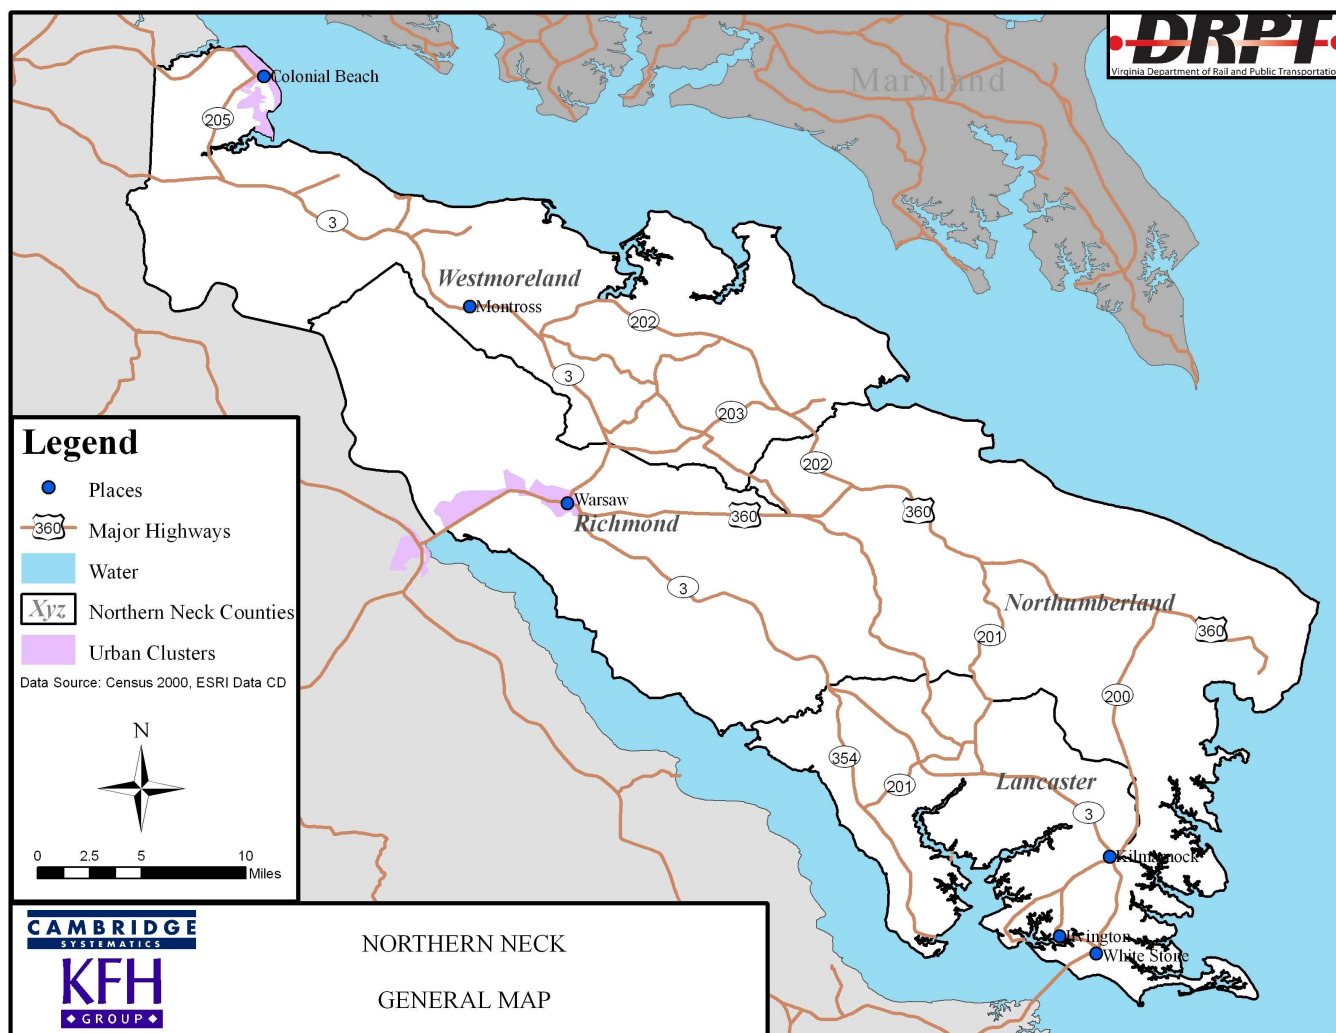 DRPT
Virginia Department of Rail and Public Transportation
Maryland
Colonial Beach
205
3
Westmoreland
Montross
202
3
203
202
Warsaw
Richmond
360
360
3
Northumberland
201
360
200
354
201
Lancaster
3
Kilmarnock
Irvington
White Stone
Legend
Places
360
Major Highways
Water
Xyz
Northern Neck Counties
Urban Clusters
Data Source: Census 2000, ESRI Data CD
N
0 2.5 5 10
Miles
CAMBRIDGE
SYSTEMATICS
KFH
GROUP
NORTHERN NECK
GENERAL MAP